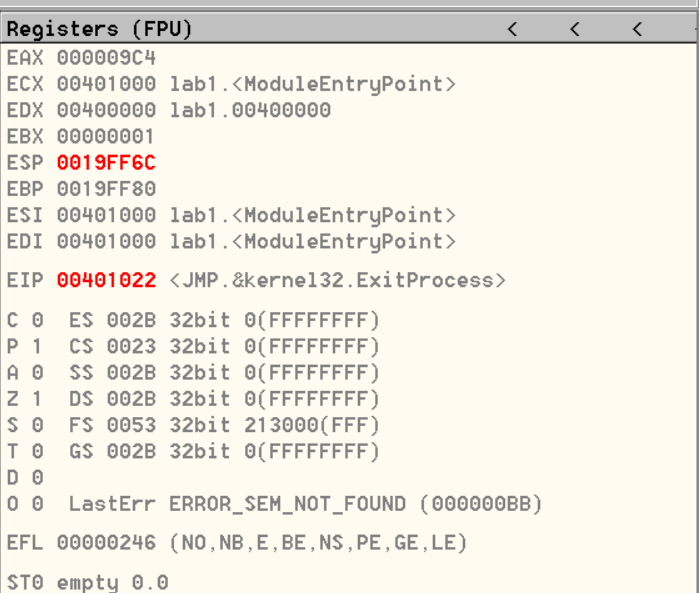 Registers (FPU) < < <
EAX 000009C4
ECX 00401000 lab1.<ModuleEntryPoint>
EDX 00400000 lab1.00400000
EBX 00000001
ESP 0019FF6C
EBP 0019FF80
ESI 00401000 lab1.<ModuleEntryPoint>
EDI 00401000 lab1.<ModuleEntryPoint>
EIP 00401022 <JMP.&kernel32.ExitProcess>
C 0 ES 002B 32bit 0(FFFFFFFF)
P 1 CS 0023 32bit 0(FFFFFFFF)
A 0 SS 002B 32bit 0(FFFFFFFF)
Z 1 DS 002B 32bit 0(FFFFFFFF)
S 0 FS 0053 32bit 213000(FFF)
T 0 GS 002B 32bit 0(FFFFFFFF)
D 0
O 0 LastErr ERROR_SEM_NOT_FOUND (000000BB)
EFL 00000246 (NO,NB,E,BE,NS,PE,GE,LE)
ST0 empty 0.0